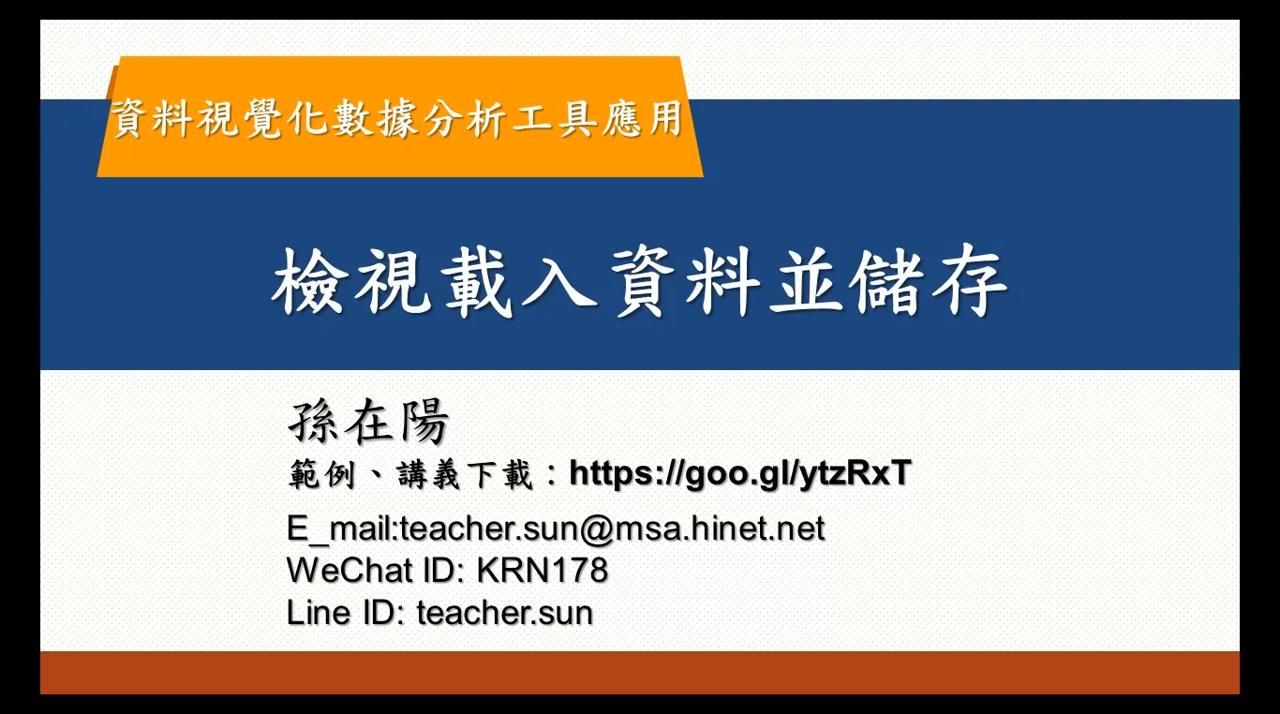 資料視覺化數據分析工具應用
檢視載入資料並儲存
孫在陽
範例、講義下載：https://goo.gl/ytzRxT
E_mail:teacher.sun@msa.hinet.net
WeChat ID: KRN178
Line ID: teacher.sun